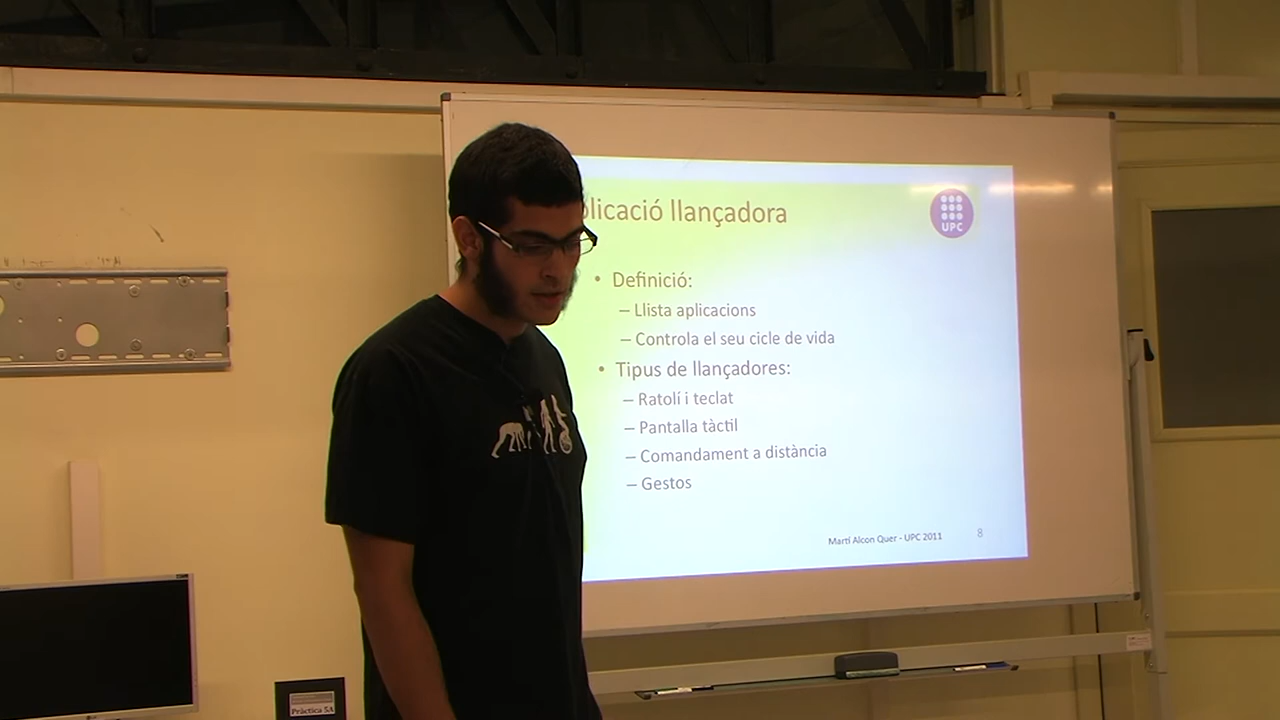 plicació llançadora
UPC
• Definició:
– Llista aplicacions
– Controla el seu cicle de vida
• Tipus de llançadores:
– Ratolí i teclat
– Pantalla tàctil
– Comandament a distància
– Gestos
Martí Alcon Quer - UPC 2011
8
Pràctica 5A